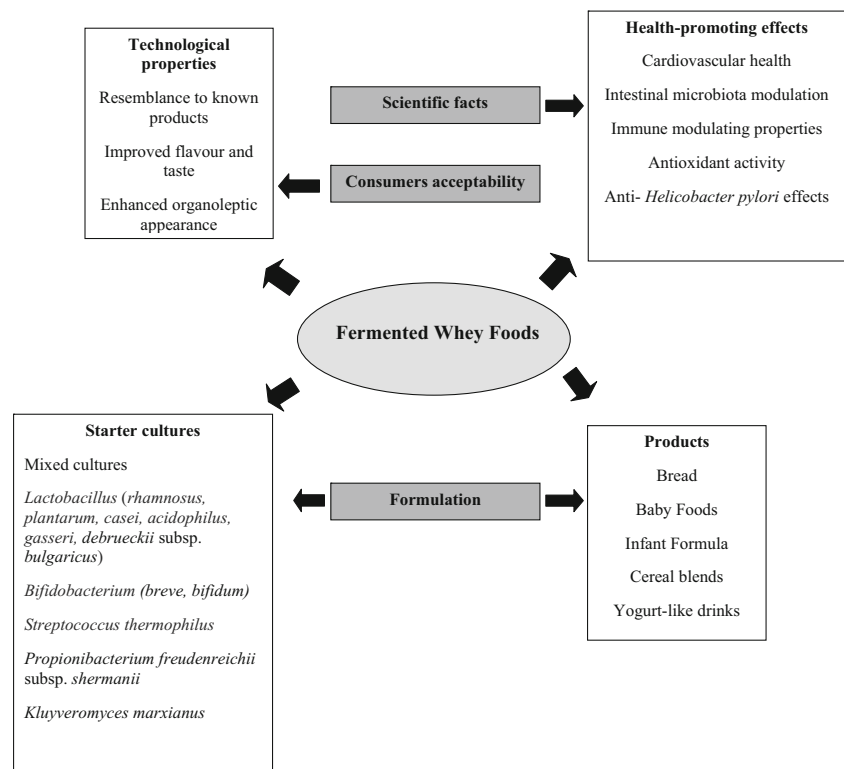 Technological
properties
Resemblance to known
products
Improved flavour and
taste
Enhanced organoleptic
appearance
Scientific facts
Consumers acceptability
Health-promoting effects
Cardiovascular health
Intestinal microbiota modulation
Immune modulating properties
Antioxidant activity
Anti- Helicobacter pylori effects
Fermented Whey Foods
Starter cultures
Mixed cultures
Lactobacillus (rhamnosus,
plantarum, casei, acidophilus,
gasseri, debrueckii subsp.
bulgaricus)
Bifidobacterium (breve, bifidum)
Streptococcus thermophilus
Propionibacterium freudenreichii
subsp. shermanii
Kluyveromyces marxianus
Formulation
Products
Bread
Baby Foods
Infant Formula
Cereal blends
Yogurt-like drinks